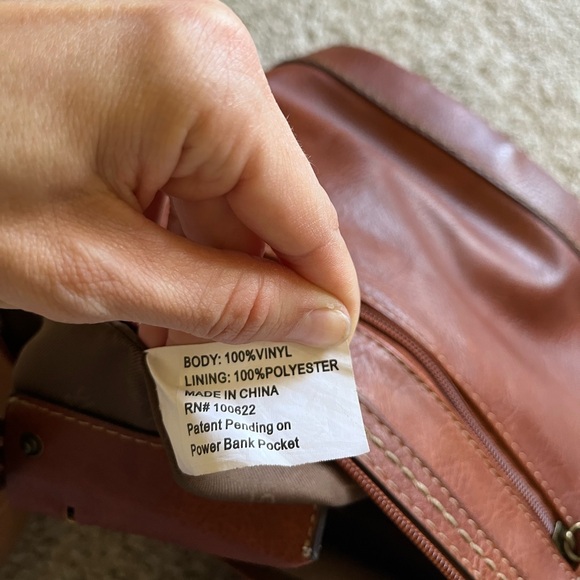 BODY: 100%VINYL
LINING: 100%POLYESTER
MADE IN CHINA
RN# 100622
Patent Pending on
Power Bank Pocket